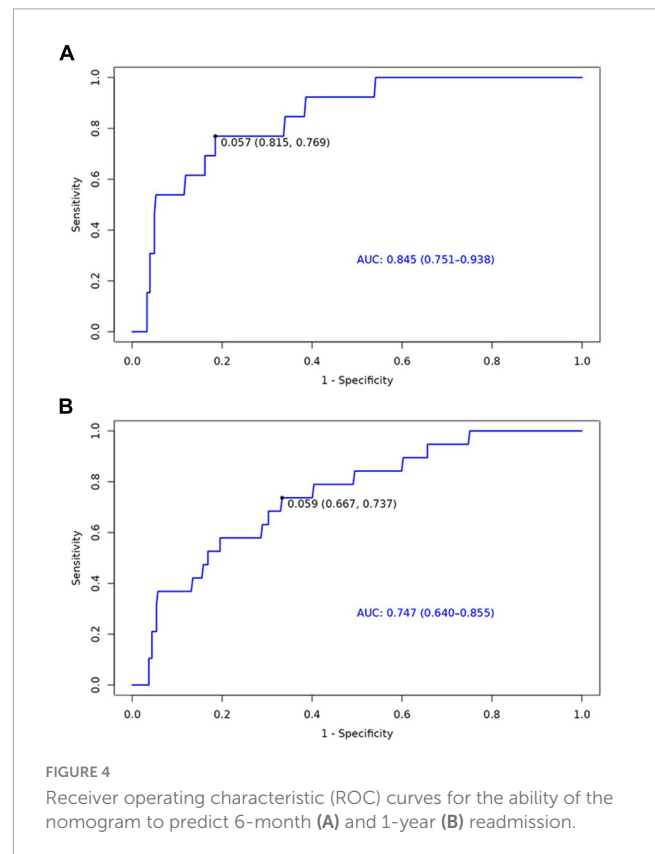 A
1.0
0.8
0.6
0.4
0.2
0.0
Sensitivity
0.057 (0.815, 0.769)
AUC: 0.845 (0.751–0.938)
0.0 0.2 0.4 0.6 0.8 1.0
1 - Specificity
B
1.0
0.8
0.6
0.4
0.2
0.0
Sensitivity
0.059 (0.667, 0.737)
AUC: 0.747 (0.640–0.855)
0.0 0.2 0.4 0.6 0.8 1.0
1 - Specificity
FIGURE 4
Receiver operating characteristic (ROC) curves for the ability of the
nomogram to predict 6-month (A) and 1-year (B) readmission.